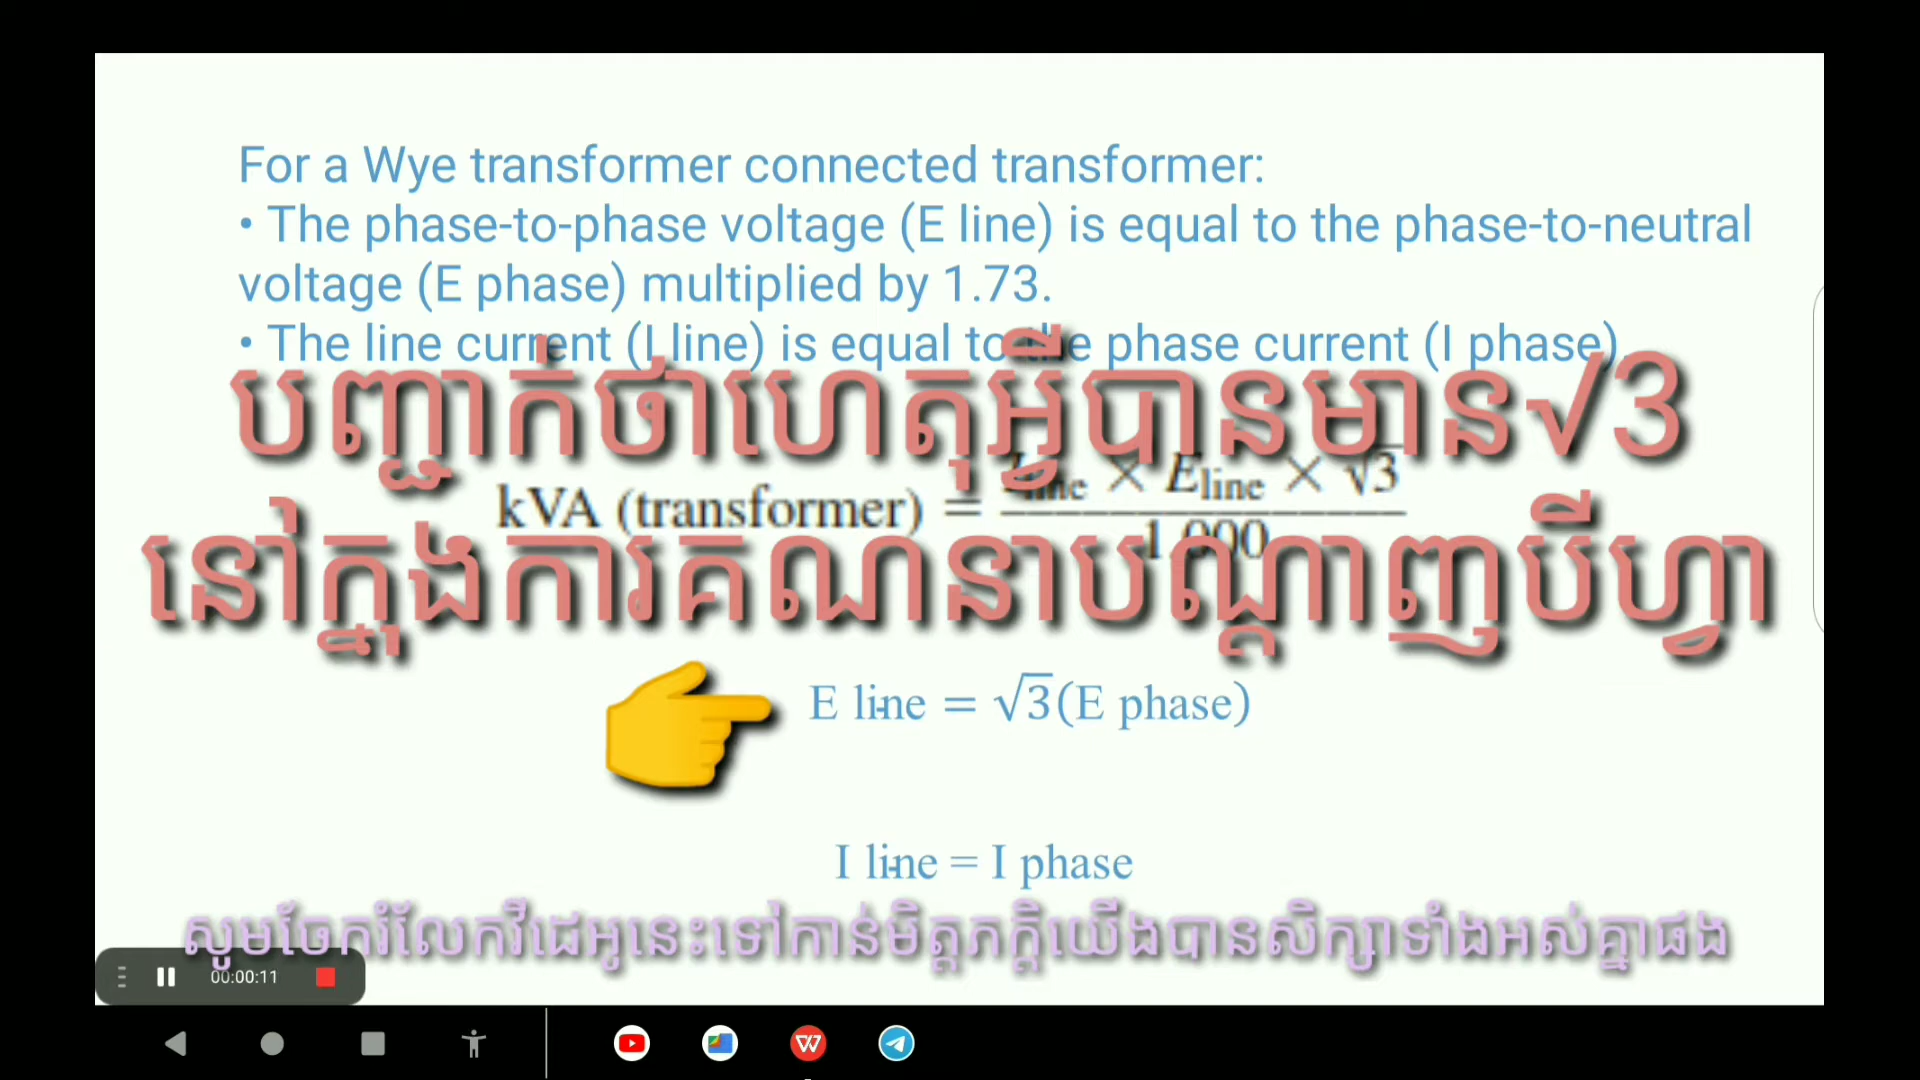 For a Wye transformer connected transformer:
• The phase-to-phase voltage (E line) is equal to the phase-to-neutral
voltage (E phase) multiplied by 1.73.
• The line current (I line) is equal to the phase current (I phase).
បញ្ជាក់ថាហេតុអ្វីបានមាន√3
kVA (transformer) = I line × E line × √3
1,000
នៅក្នុងការគណនាបណ្តាញបីហ្វា
E line = √3(E phase)
I line = I phase
សូមចែករំលែកវីដេអូនេះទៅកាន់មិត្តភក្តិយើងបានសិក្សាទាំងអស់គ្នាផង
00:00:11